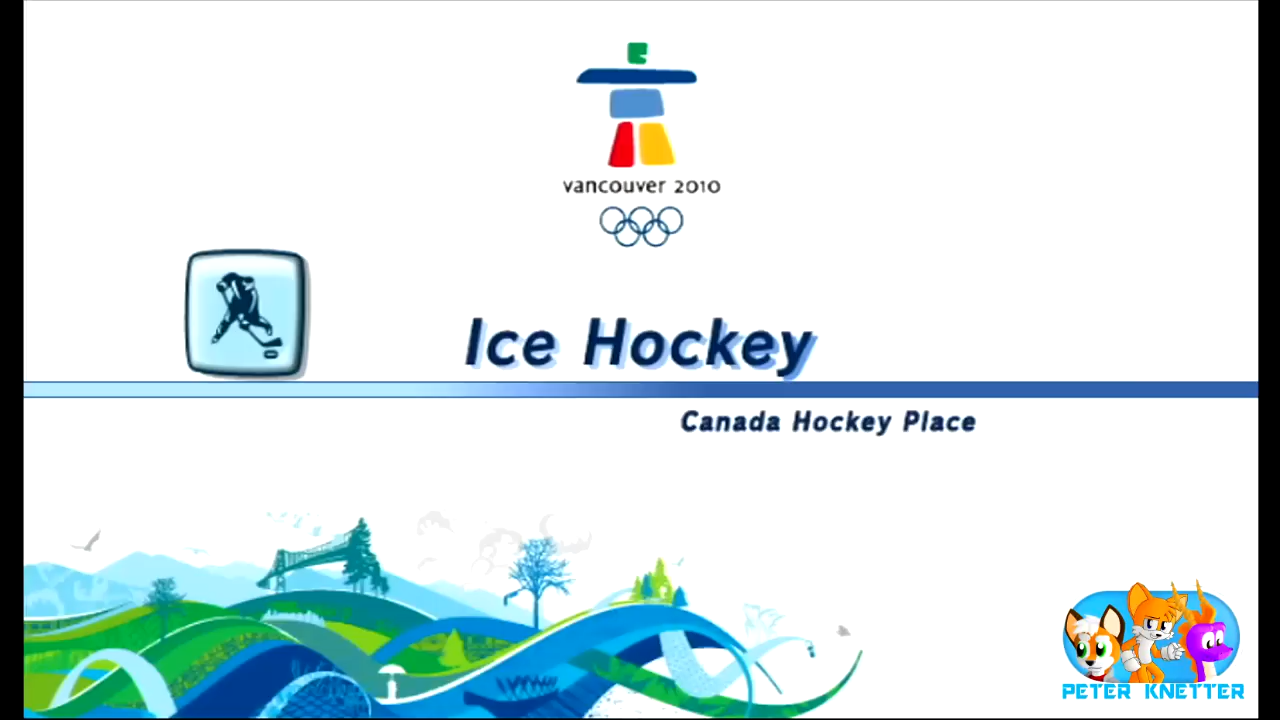 vancouver 2010
Ice Hockey
Canada Hockey Place
PETER KNETTER